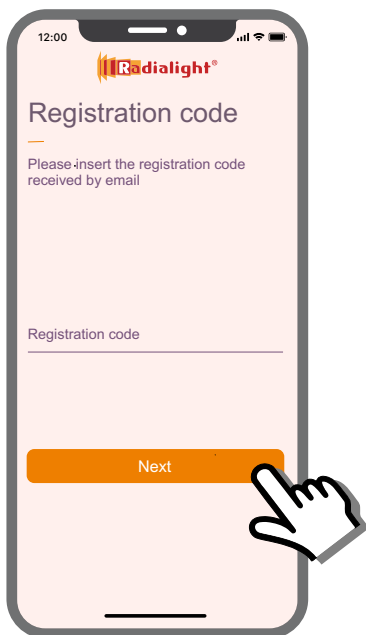 12:00
Radialight®
Registration code
Please insert the registration code
received by email
Registration code
Next